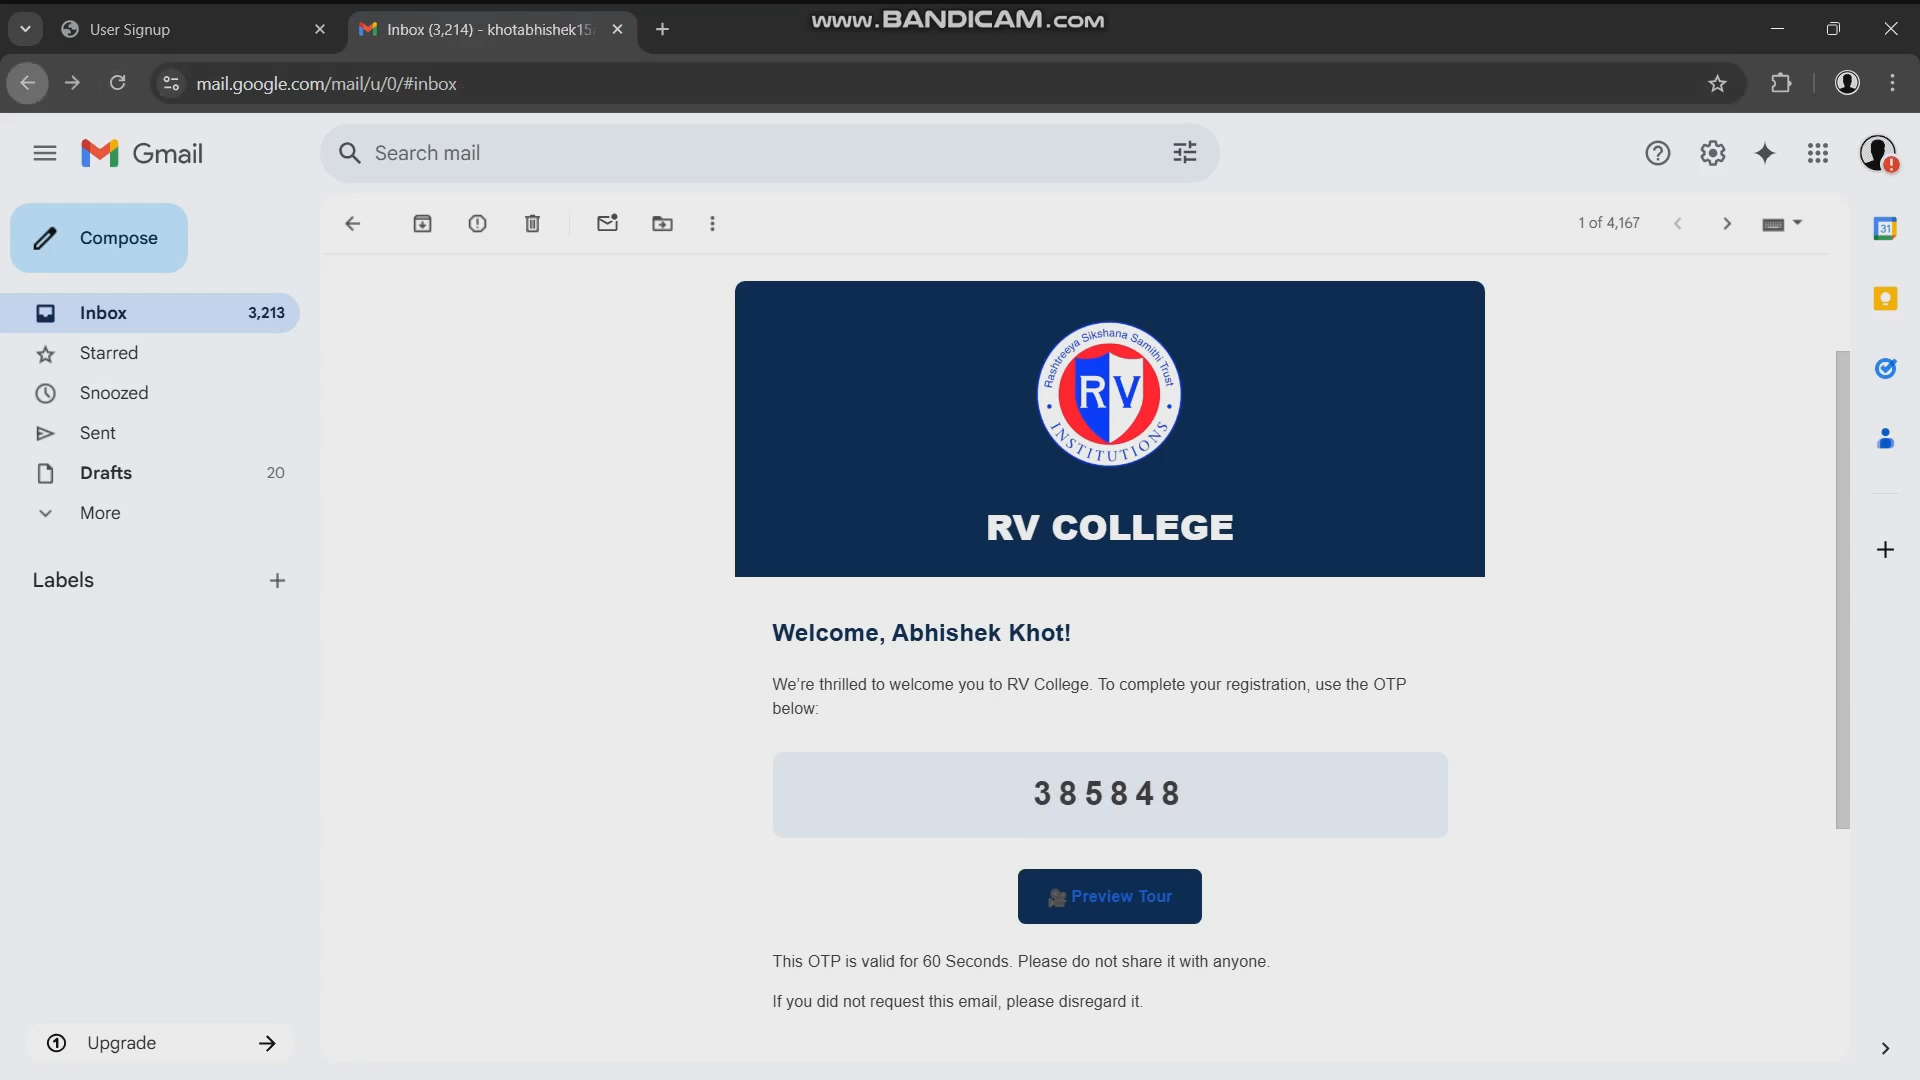 User Signup
Inbox (3,214) - khotabhishek15
www.BANDICAM.com
mail.google.com/mail/u/0/#inbox
Gmail
Search mail
Compose
1 of 4,167
Inbox 3,213
Starred
Snoozed
Sent
Drafts 20
More
Labels
Upgrade
31
Rashtreeya Sikshana Samithi Trust
RV
INSTITUTIONS
RV COLLEGE
Welcome, Abhishek Khot!
We’re thrilled to welcome you to RV College. To complete your registration, use the OTP
below:
385848
Preview Tour
This OTP is valid for 60 Seconds. Please do not share it with anyone.
If you did not request this email, please disregard it.